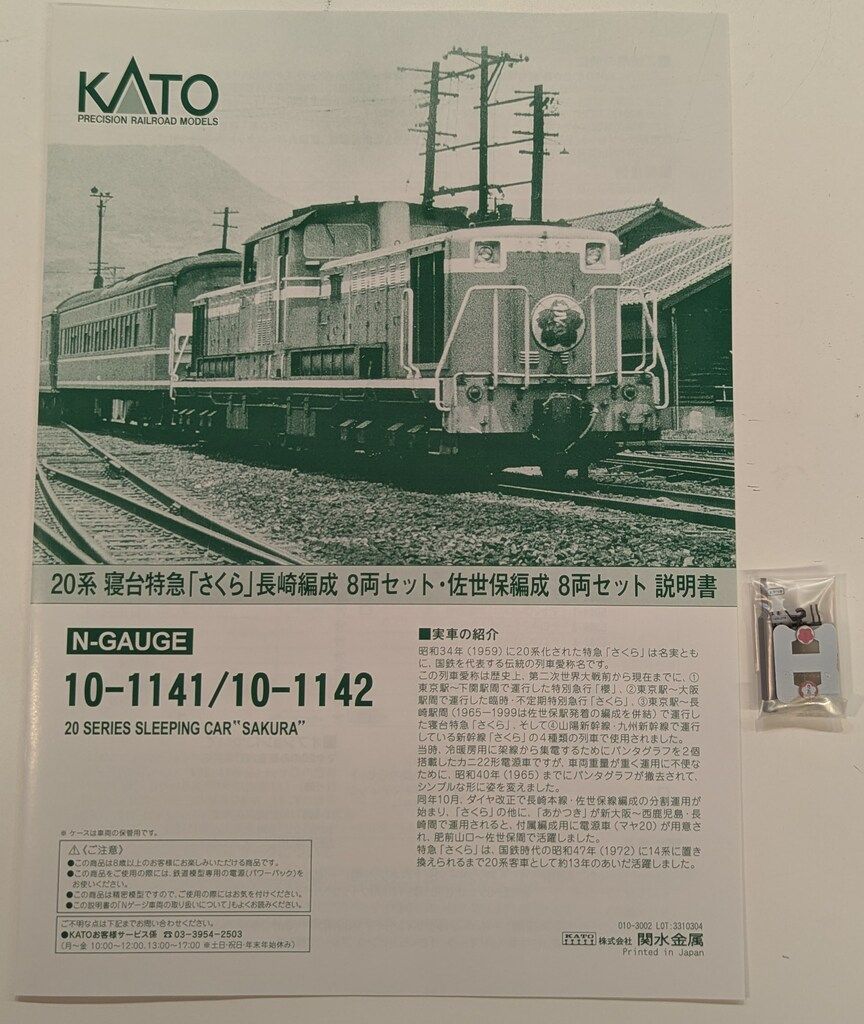 KATO
PRECISION RAILROAD MODELS
20系 寝台特急「さくら」長崎編成 8両セット・佐世保編成 8両セット 説明書
N-GAUGE
10-1141/10-1142
20 SERIES SLEEPING CAR"SAKURA"
■実車の紹介
昭和34年(1959)に20系化された特急「さくら」は名実とも
に、国鉄を代表する伝統の列車愛称名です。
この列車愛称は歴史上、第二次世界大戦前から現在までに、①
東京駅～下関駅間で運行した特別急行「櫻」、②東京駅～大阪
駅間で運行した臨時・不定期特別急行「さくら」、③東京駅～長
崎駅間(1965ー1999は佐世保駅発着の編成を併結)で運行し
た寝台特急「さくら」、そして④山陽新幹線・九州新幹線で運行
している新幹線「さくら」の4種類の列車で使用されました。
当時、冷暖房用に架線から集電するためにパンタグラフを2個
搭載したカニ22形電源車ですが、車両重量が重く運用に不便な
ために、昭和40年(1965)までにパンタグラフが撤去されて、
シンプルな形に姿を変えました。
同年10月、ダイヤ改正で長崎本線・佐世保線編成の分割運用が
始まり、「さくら」の他に、「あかつき」が新大阪～西鹿児島・長
崎間で運用されると、付属編成用に電源車(マヤ20)が用意さ
れ、肥前山口～佐世保間で活躍しました。
特急「さくら」は、国鉄時代の昭和47年(1972)に14系に置き
換えられるまで20系客車として約13年のあいだ活躍しました。
※ ケースは車両の保管用です。
⚠〈ご注意〉
●この商品は8歳以上のお客様にお楽しみいただける商品です。
●この商品をご使用の際には、鉄道模型専用の電源(パワーパック)を
お使いください。
●この商品は精密模型ですので、ご使用の際にはお気を付けください。
●この説明書の「Nゲージ車両の取り扱いについて」もよくお読みください。
ご不明な点は下記までお問い合わせください。
●KATOお客様サービス係 ☎03-3954-2503
(月～金 10:00～12:00、13:00～17:00 ※土日・祝日・年末年始休み)
010-3002 LOT:3310304
KATO 株式会社 関水金属
Printed in Japan